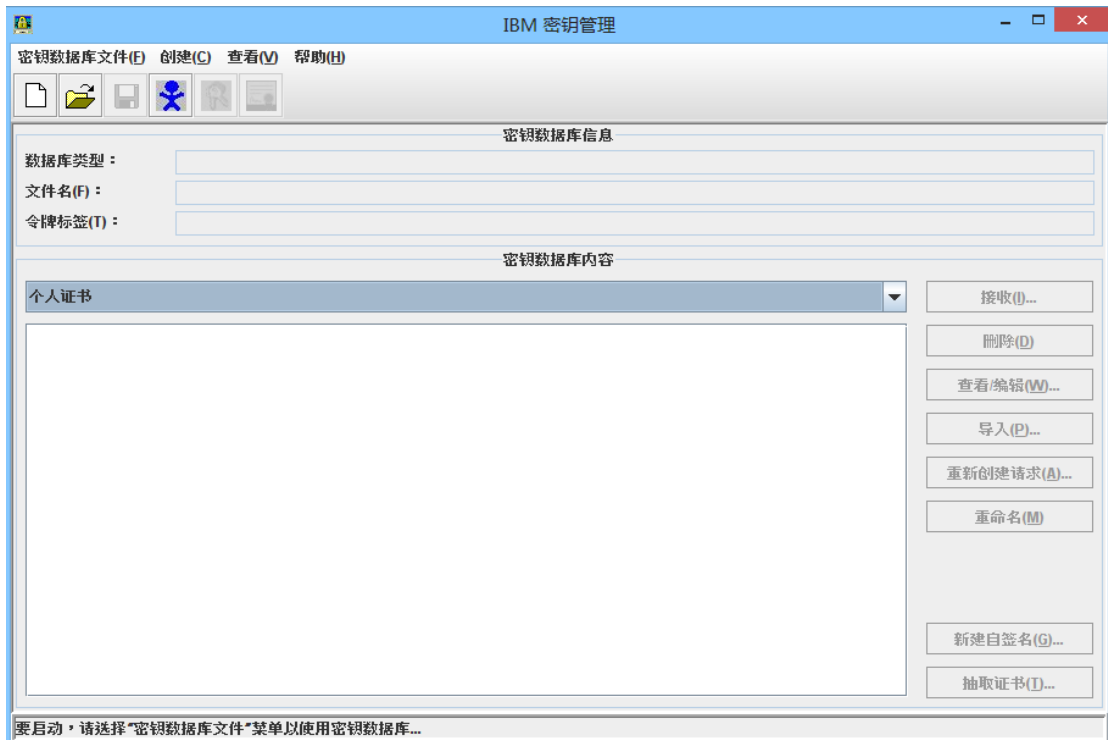 IBM 密钥管理
密钥数据库文件(F) 创建(C) 查看(V) 帮助(H)
密钥数据库信息
数据库类型：
文件名(F)：
令牌标签(T)：
密钥数据库内容
个人证书
接收(I)...
删除(D)
查看/编辑(W)...
导入(P)...
重新创建请求(A)...
重命名(M)
新建自签名(G)...
抽取证书(T)...
要启动，请选择“密钥数据库文件”菜单以使用密钥数据库...